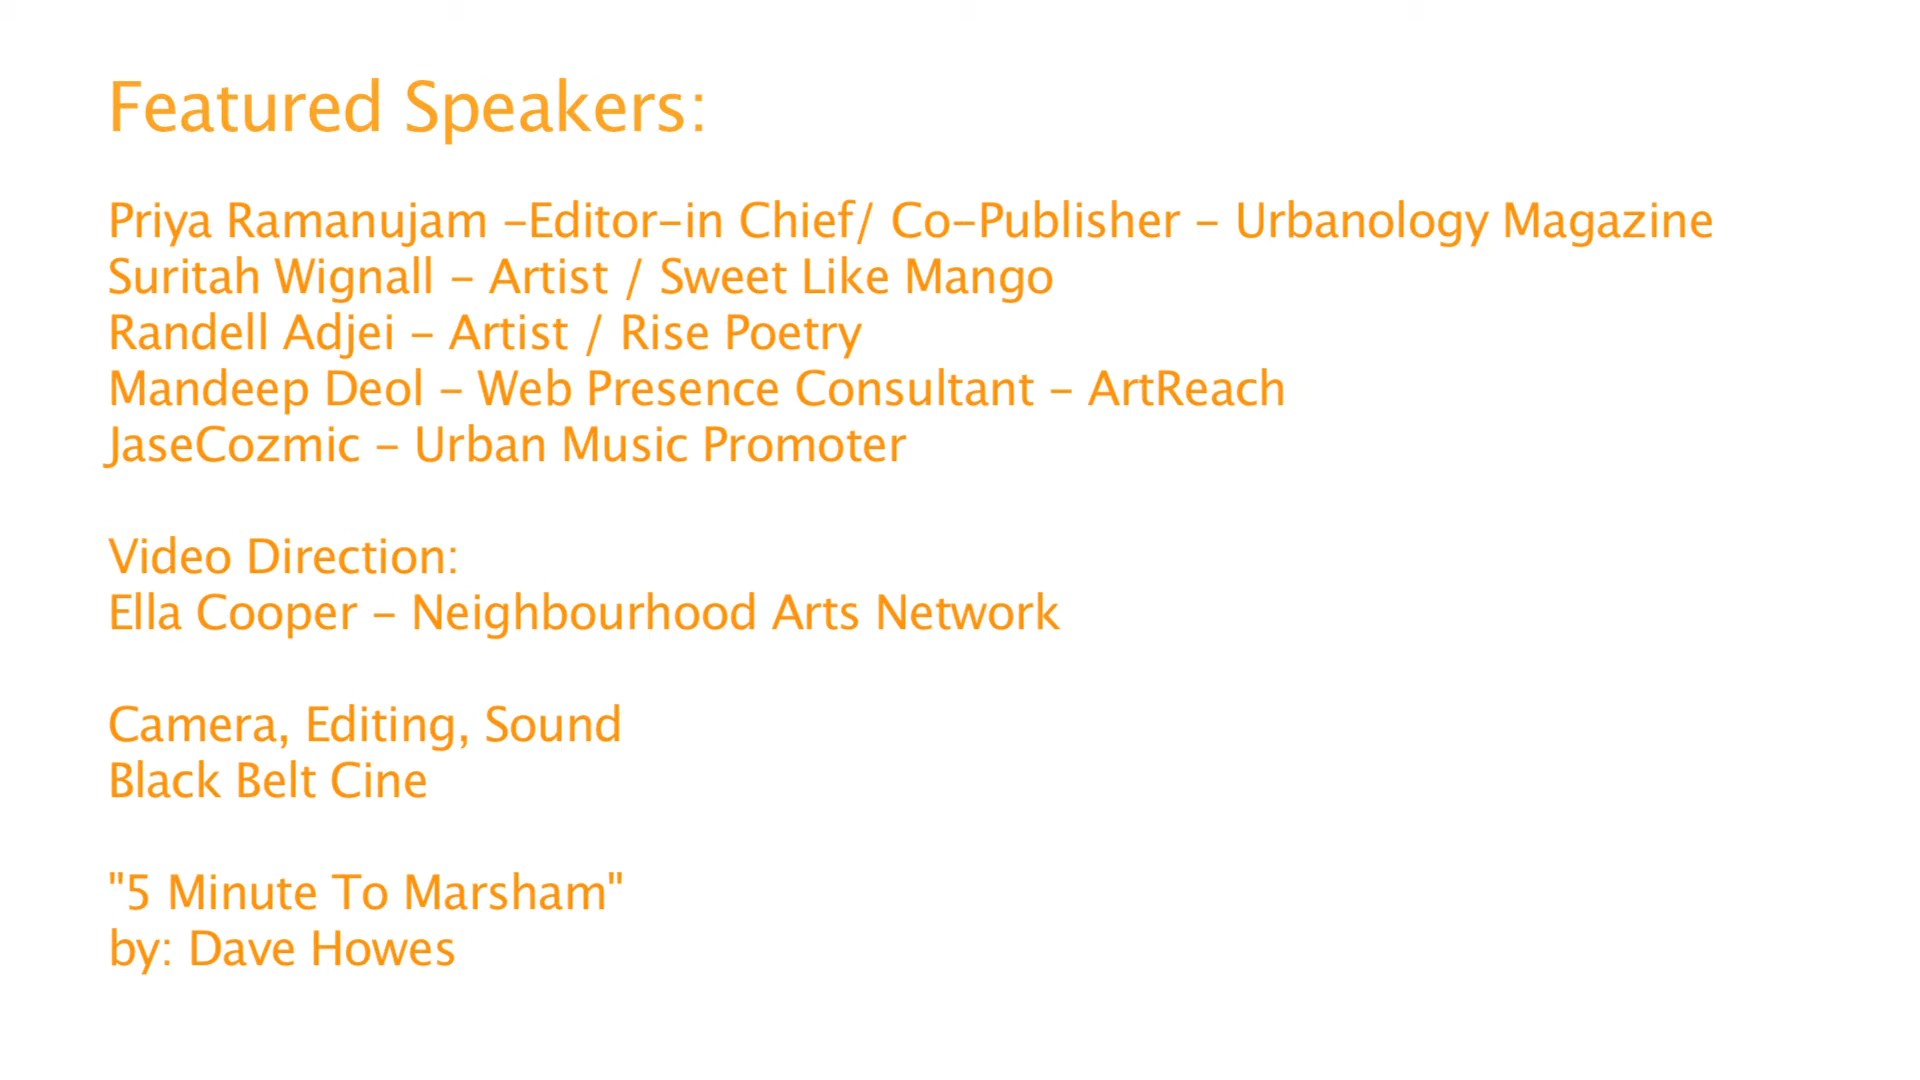 Featured Speakers:
Priya Ramanujam -Editor-in Chief/ Co-Publisher - Urbanology Magazine
Suritah Wignall - Artist / Sweet Like Mango
Randell Adjei - Artist / Rise Poetry
Mandeep Deol - Web Presence Consultant - ArtReach
JaseCozmic - Urban Music Promoter
Video Direction:
Ella Cooper - Neighbourhood Arts Network
Camera, Editing, Sound
Black Belt Cine
"5 Minute To Marsham"
by: Dave Howes